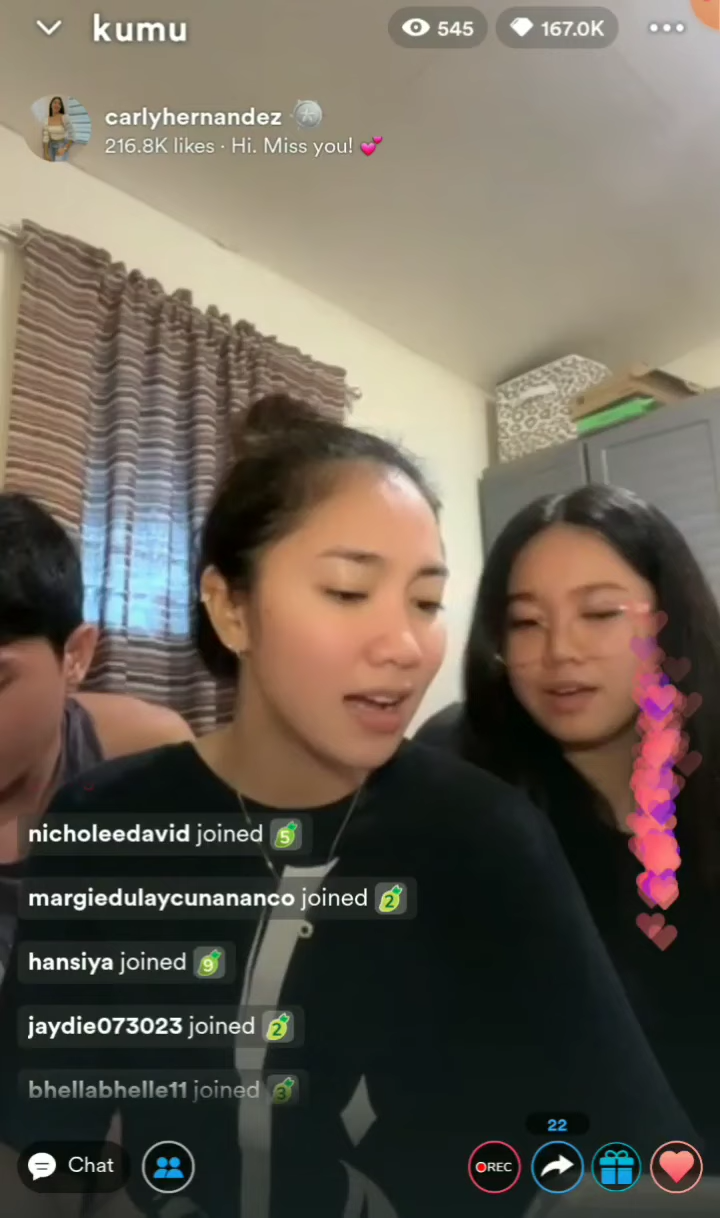 kumu
545
167.0K
carlyhernandez
216.8K likes · Hi. Miss you! 💕
nicholeedavid joined 5
margiedulaycunananco joined 2
hansiya joined 9
jaydie073023 joined 2
bhellabhelle11 joined 3
22
Chat
REC